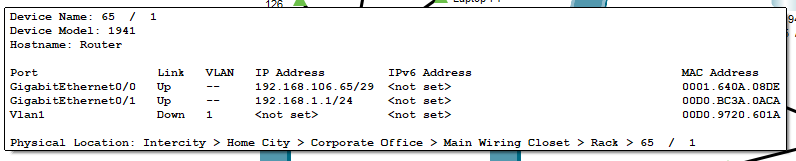 126
Device Name: 65  /  1
Device Model: 1941
Hostname: Router
Port Link VLAN IP Address IPv6 Address MAC Address
GigabitEthernet0/0 Up -- 192.168.106.65/29 <not set> 0001.640A.08DE
GigabitEthernet0/1 Up -- 192.168.1.1/24 <not set> 00D0.BC3A.0ACA
Vlan1 Down 1 <not set> <not set> 00D0.9720.601A
Physical Location: Intercity > Home City > Corporate Office > Main Wiring Closet > Rack > 65  /  1